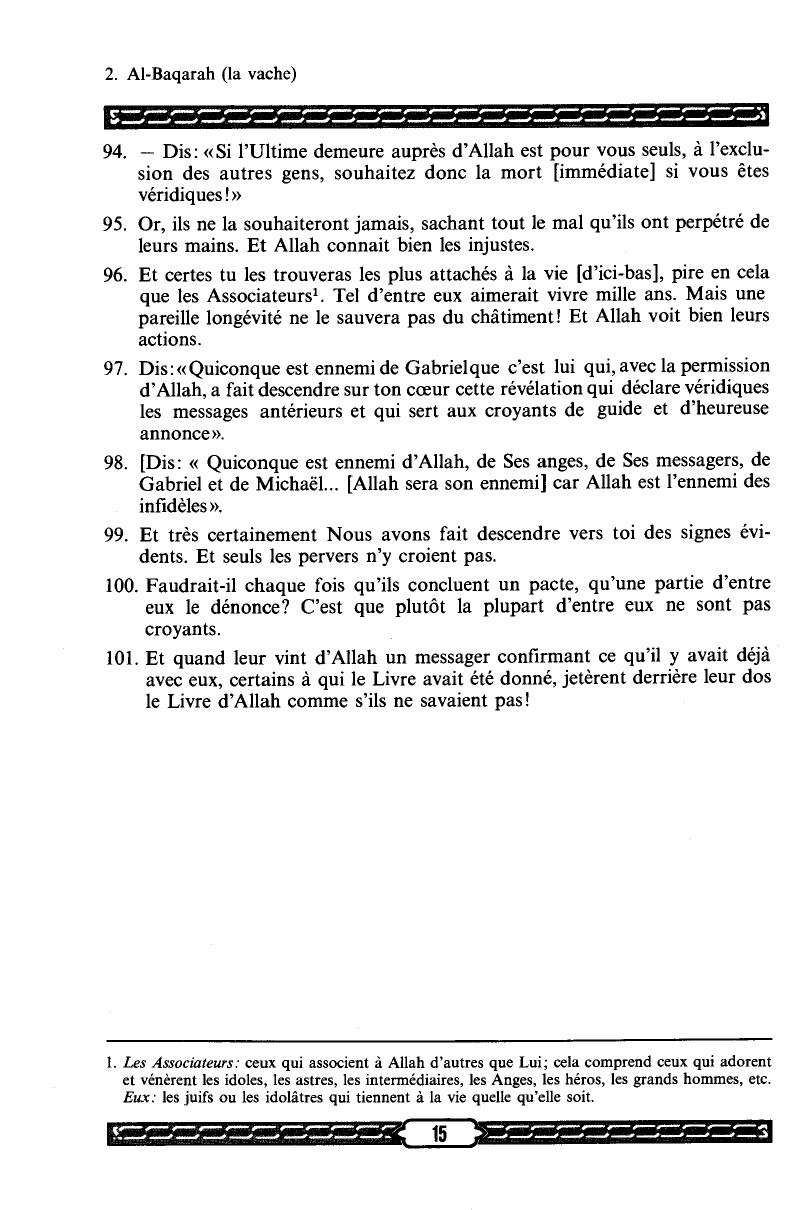 2. Al-Baqarah (la vache)
94. – Dis: «Si l'Ultime demeure auprès d'Allah est pour vous seuls, à l'exclu-
sion des autres gens, souhaitez donc la mort [immédiate] si vous êtes
véridiques!»
95. Or, ils ne la souhaiteront jamais, sachant tout le mal qu'ils ont perpétré de
leurs mains. Et Allah connait bien les injustes.
96. Et certes tu les trouveras les plus attachés à la vie [d'ici-bas], pire en cela
que les Associateurs¹. Tel d'entre eux aimerait vivre mille ans. Mais une
pareille longévité ne le sauvera pas du châtiment! Et Allah voit bien leurs
actions.
97. Dis:«Quiconque est ennemi de Gabrielque c'est lui qui, avec la permission
d'Allah, a fait descendre sur ton cœur cette révélation qui déclare véridiques
les messages antérieurs et qui sert aux croyants de guide et d'heureuse
annonce».
98. [Dis: « Quiconque est ennemi d'Allah, de Ses anges, de Ses messagers, de
Gabriel et de Michaël... [Allah sera son ennemi] car Allah est l'ennemi des
infidèles».
99. Et très certainement Nous avons fait descendre vers toi des signes évi-
dents. Et seuls les pervers n'y croient pas.
100. Faudrait-il chaque fois qu'ils concluent un pacte, qu'une partie d'entre
eux le dénonce? C'est que plutôt la plupart d'entre eux ne sont pas
croyants.
101. Et quand leur vint d'Allah un messager confirmant ce qu'il y avait déjà
avec eux, certains à qui le Livre avait été donné, jetèrent derrière leur dos
le Livre d'Allah comme s'ils ne savaient pas!
1. Les Associateurs: ceux qui associent à Allah d'autres que Lui; cela comprend ceux qui adorent
et vénèrent les idoles, les astres, les intermédiaires, les Anges, les héros, les grands hommes, etc.
Eux: les juifs ou les idolâtres qui tiennent à la vie quelle qu'elle soit.
15